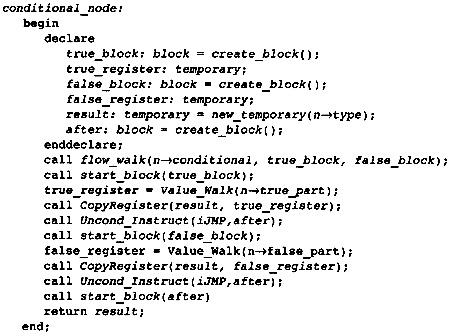 conditional_node:
begin
declare
true_block: block = create_block();
true_register: temporary;
false_block: block = create_block();
false_register: temporary;
result: temporary = new_temporary(n→type);
after: block = create_block();
enddeclare;
call flow_walk(n→conditional, true_block, false_block);
call start_block(true_block);
true_register = Value_Walk(n→true_part);
call CopyRegister(result, true_register);
call Uncond_Instruct(iJMP,after);
call start_block(false_block);
false_register = Value_Walk(n→false_part);
call CopyRegister(result, false_register);
call Uncond_Instruct(iJMP,after);
call start_block(after)
return result;
end;